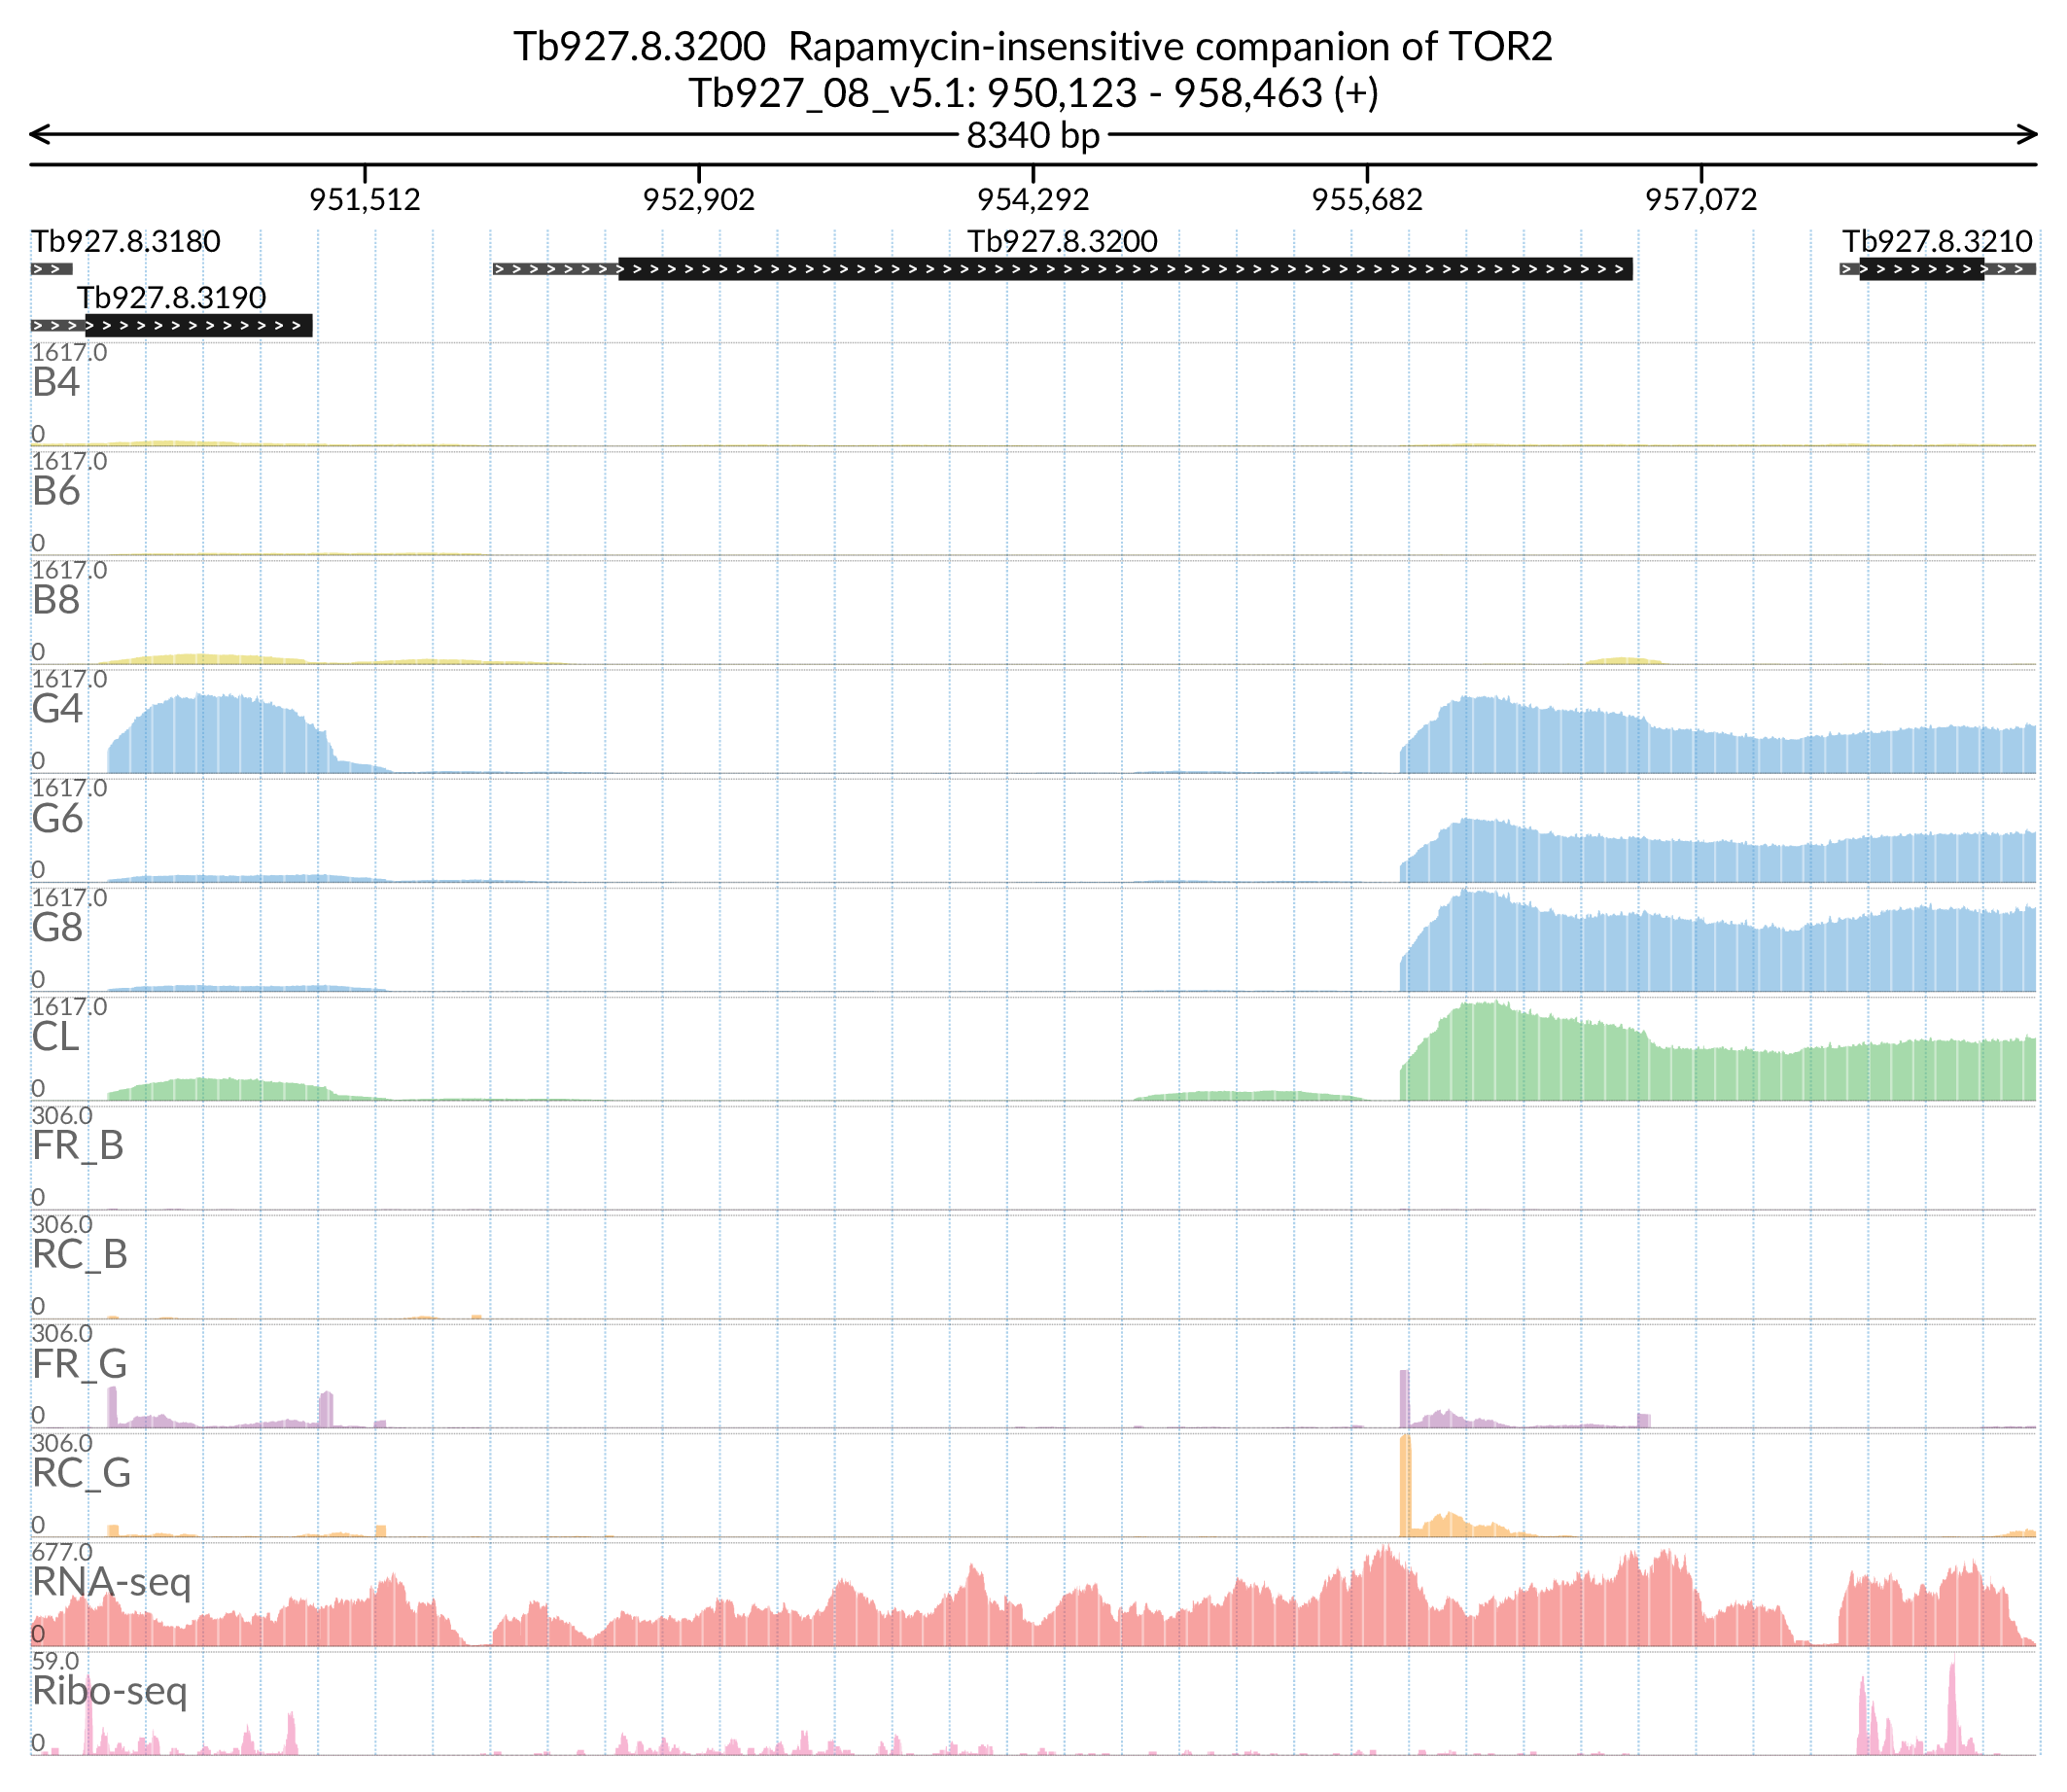 Tb927.8.3200 Rapamycin-insensitive companion of TOR2
Tb927_08_v5.1: 950,123 - 958,463 (+)
8340 bp
951,512 952,902 954,292 955,682 957,072
Tb927.8.3180 Tb927.8.3200 Tb927.8.3210
Tb927.8.3190
1617.0
B4
0
1617.0
B6
0
1617.0
B8
0
1617.0
G4
0
1617.0
G6
0
1617.0
G8
0
1617.0
CL
0
306.0
FR_B
0
306.0
RC_B
0
306.0
FR_G
0
306.0
RC_G
0
677.0
RNA-seq
0
59.0
Ribo-seq
0